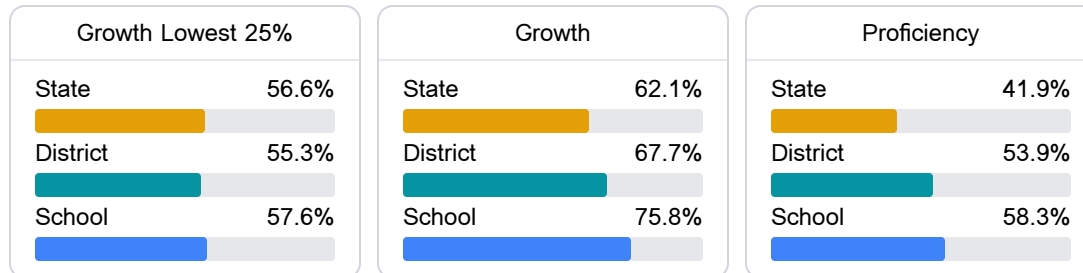 Growth Lowest 25%
State 56.6%
District 55.3%
School 57.6%
Growth
State 62.1%
District 67.7%
School 75.8%
Proficiency
State 41.9%
District 53.9%
School 58.3%